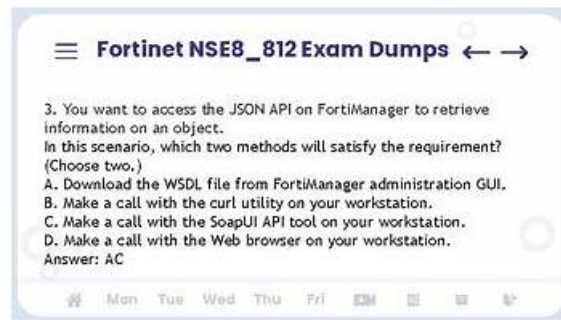 Fortinet NSE8_812 Exam Dumps
3. You want to access the JSON API on FortiManager to retrieve
information on an object.
In this scenario, which two methods will satisfy the requirement?
(Choose two.)
A. Download the WSDL file from FortiManager administration GUI.
B. Make a call with the curl utility on your workstation.
C. Make a call with the SoapUI API tool on your workstation.
D. Make a call with the Web browser on your workstation.
Answer: AC
Mon Tue Wed Thu Fri